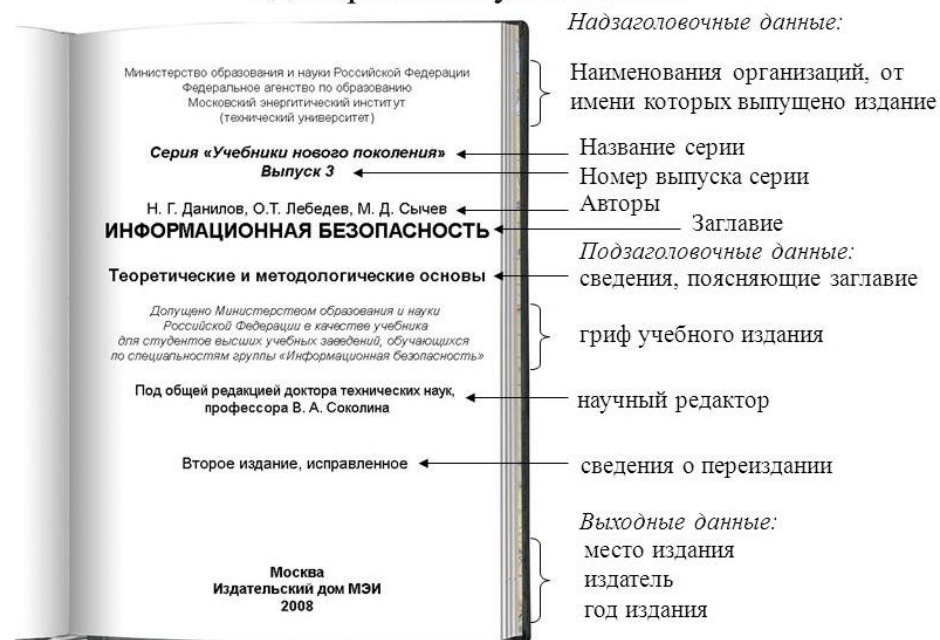 Надзаголовочные данные:
Министерство образования и науки Российской Федерации
Федеральное агенство по образованию
Московский энергитический институт
(технический университет)
Наименования организаций, от
имени которых выпущено издание
Серия «Учебники нового поколения»
Название серии
Выпуск 3
Номер выпуска серии
Н. Г. Данилов, О.Т. Лебедев, М. Д. Сычев
Авторы
ИНФОРМАЦИОННАЯ БЕЗОПАСНОСТЬ
Заглавие
Подзаголовочные данные:
Теоретические и методологические основы
сведения, поясняющие заглавие
Допущено Министерством образования и науки
Российской Федерации в качестве учебника
для студентов высших учебных заведений, обучающихся
по специальностям группы «Информационная безопасность»
гриф учебного издания
Под общей редакцией доктора технических наук,
профессора В. А. Соколина
научный редактор
Второе издание, исправленное
сведения о переиздании
Выходные данные:
Москва
Издательский дом МЭИ
2008
место издания
издатель
год издания